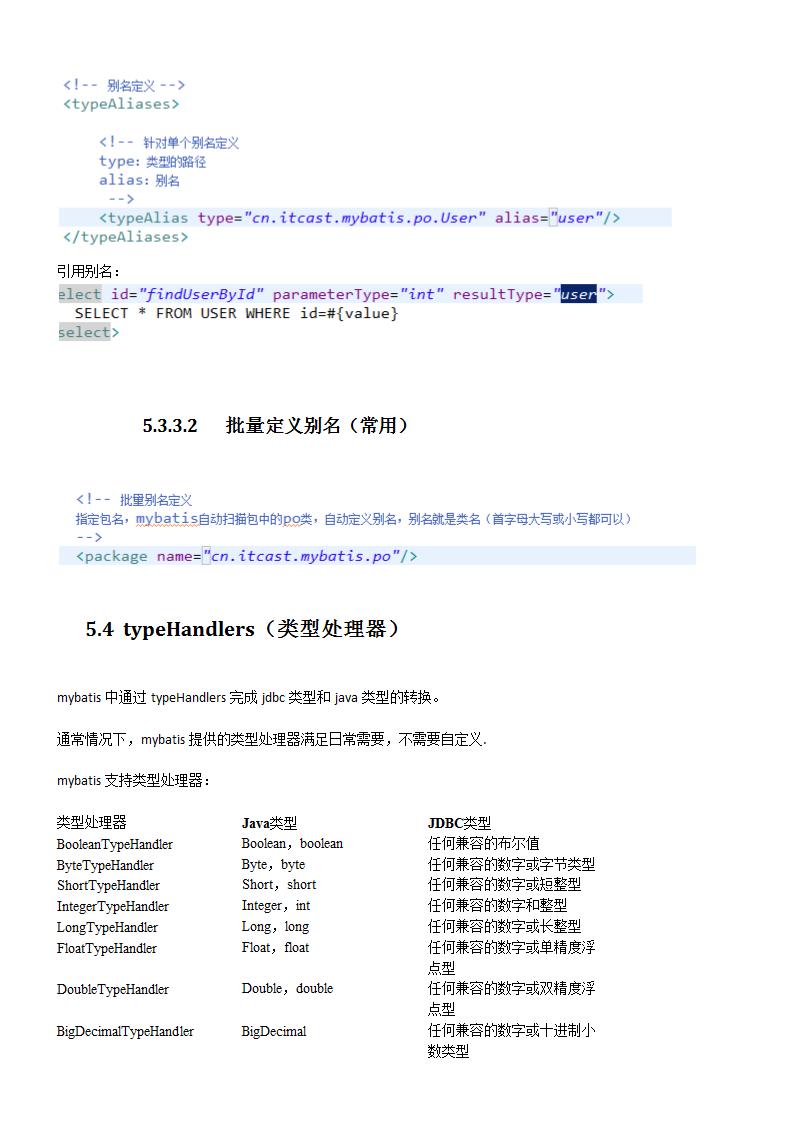 <!-- 别名定义 -->
<typeAliases>
<!-- 针对单个别名定义
type：类型的路径
alias：别名
-->
<typeAlias type="cn.itcast.mybatis.po.User" alias="user"/>
</typeAliases>
引用别名：
elect id="findUserById" parameterType="int" resultType="user">
SELECT * FROM USER WHERE id=#{value}
select>
5.3.3.2 批量定义别名（常用）
<!-- 批量别名定义
指定包名，mybatis自动扫描包中的po类，自动定义别名，别名就是类名（首字母大写或小写都可以）
-->
<package name="cn.itcast.mybatis.po"/>
5.4 typeHandlers（类型处理器）
mybatis 中通过 typeHandlers 完成 jdbc 类型和 java 类型的转换。
通常情况下，mybatis 提供的类型处理器满足日常需要，不需要自定义.
mybatis 支持类型处理器：
类型处理器 Java类型 JDBC类型
BooleanTypeHandler Boolean，boolean 任何兼容的布尔值
ByteTypeHandler Byte，byte 任何兼容的数字或字节类型
ShortTypeHandler Short，short 任何兼容的数字或短整型
IntegerTypeHandler Integer，int 任何兼容的数字和整型
LongTypeHandler Long，long 任何兼容的数字或长整型
FloatTypeHandler Float，float 任何兼容的数字或单精度浮
点型
DoubleTypeHandler Double，double 任何兼容的数字或双精度浮
点型
BigDecimalTypeHandler BigDecimal 任何兼容的数字或十进制小
数类型